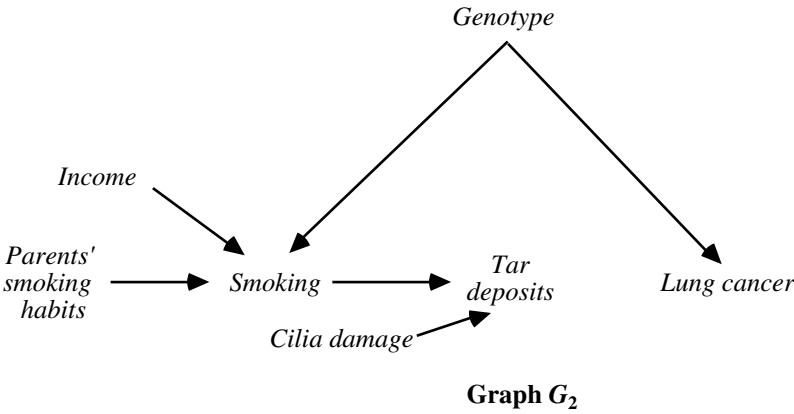 Genotype
Income
Parents'
smoking
habits
Smoking
Tar
deposits
Lung cancer
Cilia damage
Graph G2